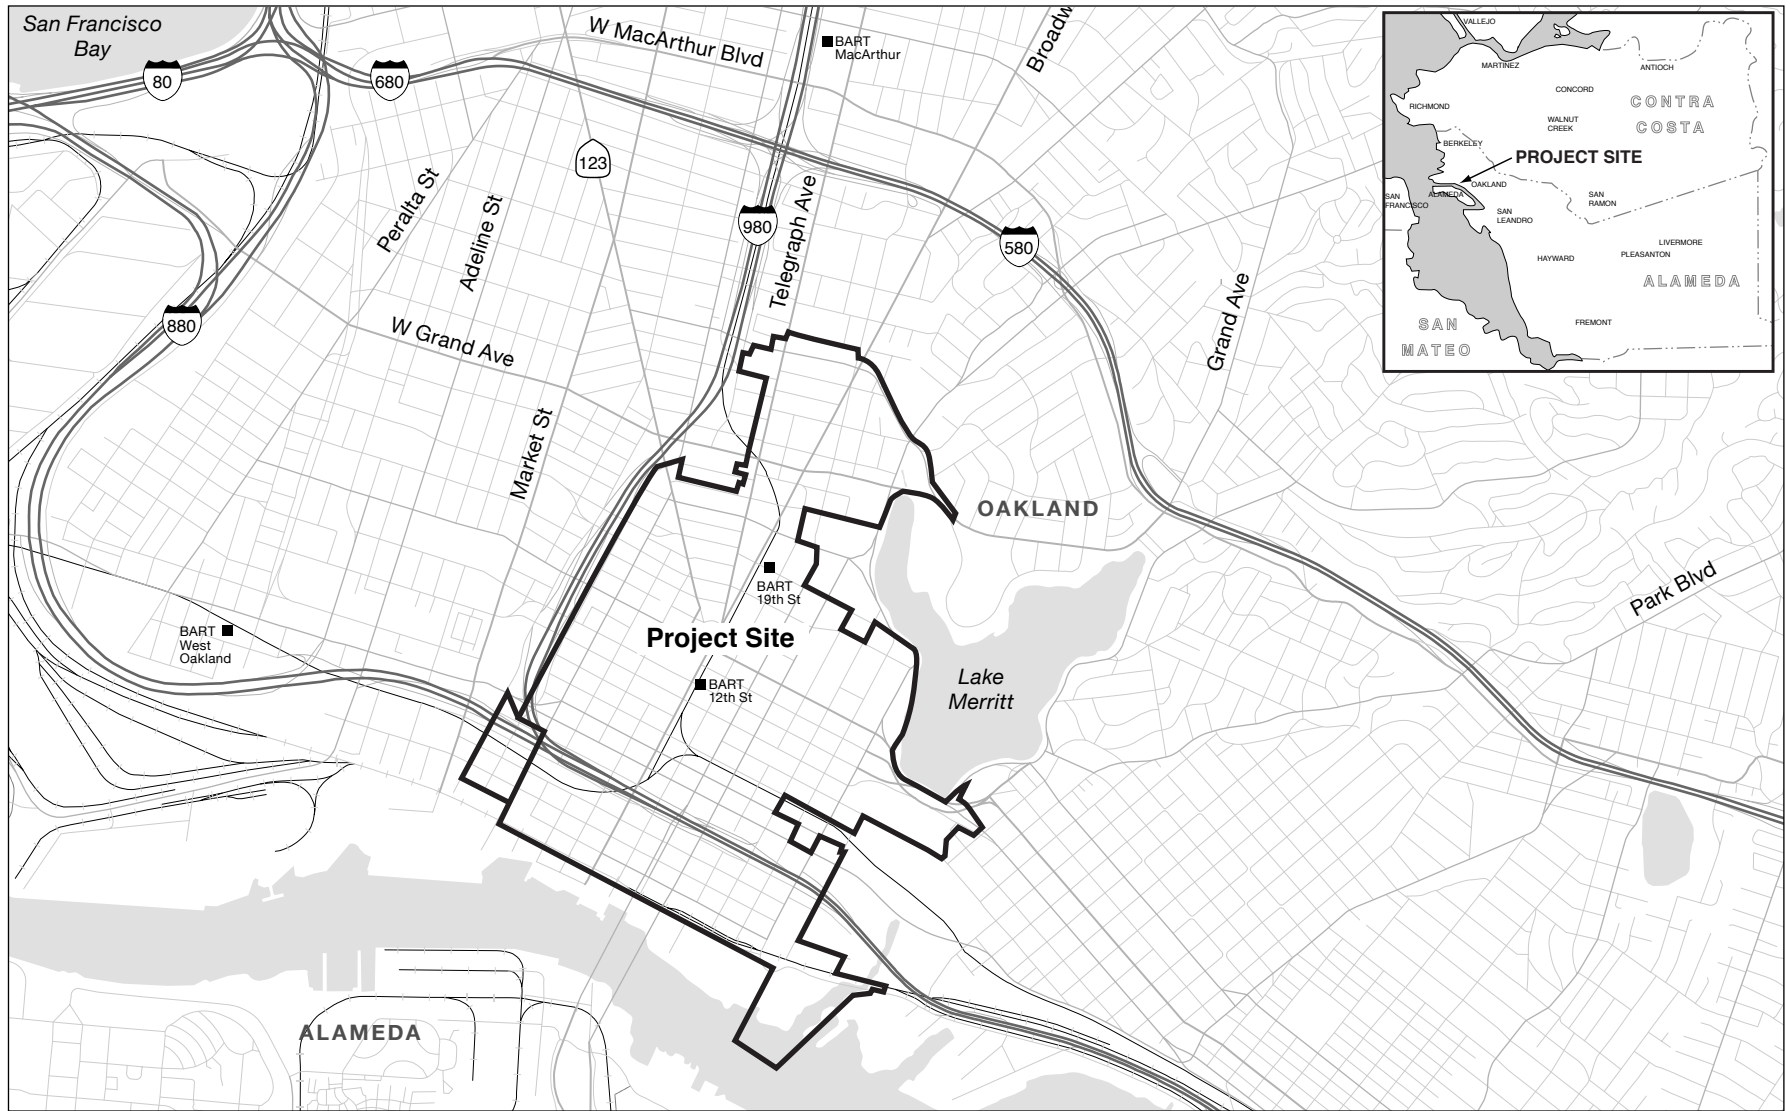 San Francisco
Bay
80
680
W MacArthur Blvd
BART
MacArthur
Broadw
123
Peralta St
Adeline St
980
Telegraph Ave
580
880
W Grand Ave
Grand Ave
Market St
OAKLAND
BART
19th St
Park Blvd
BART
West
Oakland
Project Site
BART
12th St
Lake
Merritt
ALAMEDA
VALLEJO
MARTINEZ
ANTIOCH
CONCORD
CONTRA
COSTA
RICHMOND
WALNUT
CREEK
BERKELEY
PROJECT SITE
OAKLAND
ALAMEDA
SAN
FRANCISCO
SAN
RAMON
SAN
LEANDRO
LIVERMORE
PLEASANTON
HAYWARD
ALAMEDA
SAN
MATEO
FREMONT